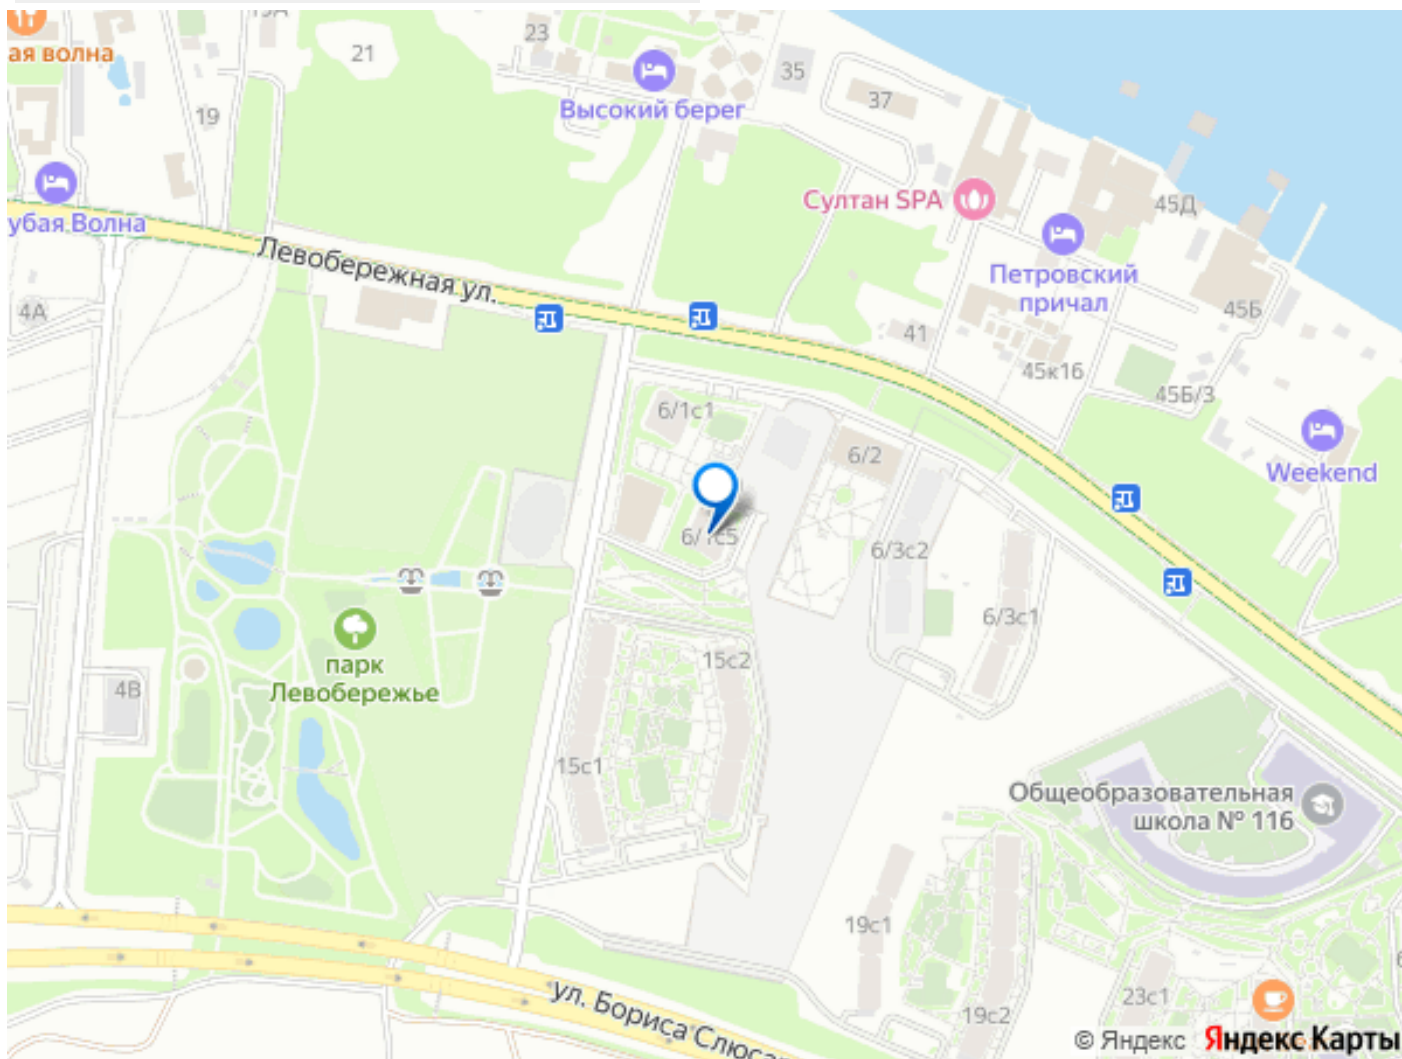 ая волна
21
23
35
37
Высокий берег
19
Султан SPA
45Д
убая Волна
Левобережная ул.
Петровский
причал
4А
45Б
41
45к16
45Б/3
6/1с1
6/2
Weekend
6/1с5
6/3с2
6/3с1
парк
Левобережье
15с2
4В
15с1
Общеобразовательная
школа № 116
19с1
23с1
ул. Бориса Слюса
19с2
© Яндекс Яндекс Карты